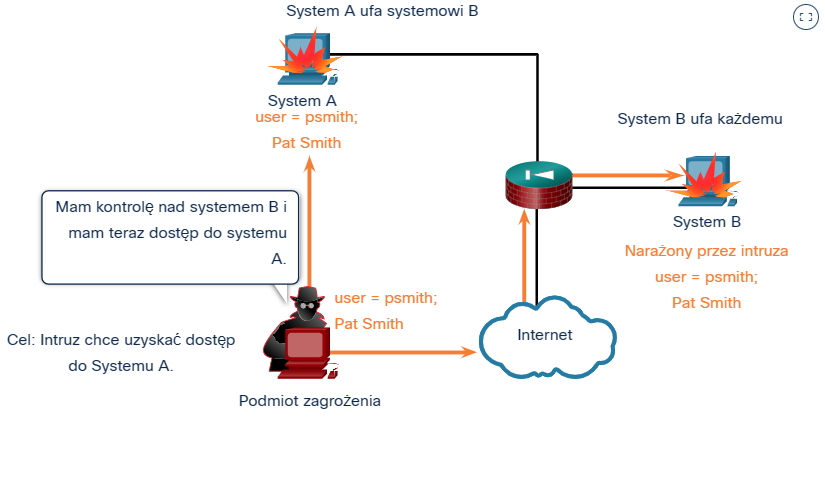 System A ufa systemowi B
System A
user = psmith;
Pat Smith
System B ufa każdemu
System B
Narażony przez intruza
user = psmith;
Pat Smith
Mam kontrolę nad systemem B i
mam teraz dostęp do systemu
A.
user = psmith;
Pat Smith
Internet
Cel: Intruz chce uzyskać dostęp
do Systemu A.
Podmiot zagrożenia